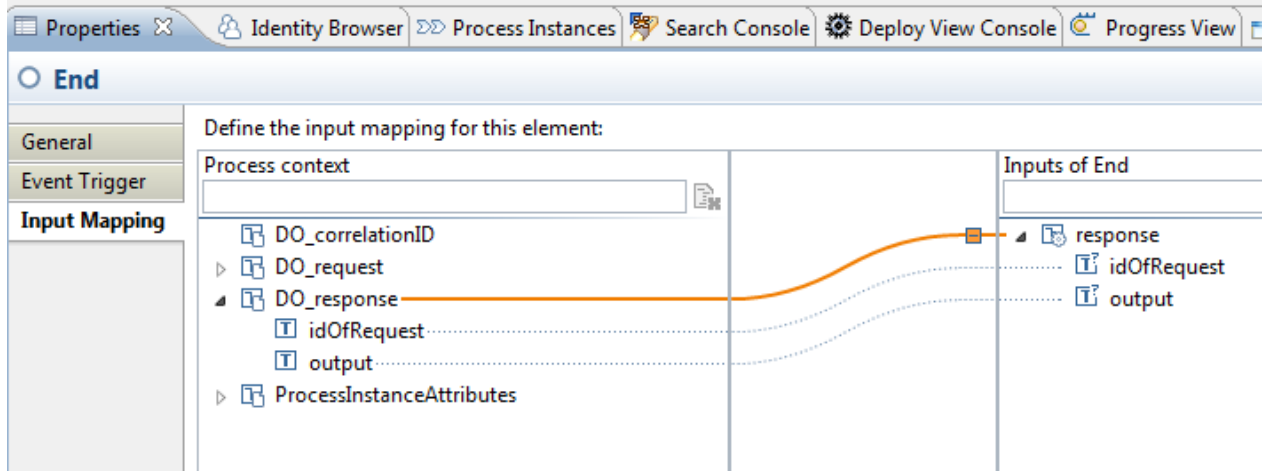 Properties Identity Browser Process Instances Search Console Deploy View Console Progress View
End
General
Event Trigger
Input Mapping
Define the input mapping for this element:
Process context
Inputs of End
DO_correlationID
DO_request
DO_response
idOfRequest
output
ProcessInstanceAttributes
response
idOfRequest
output